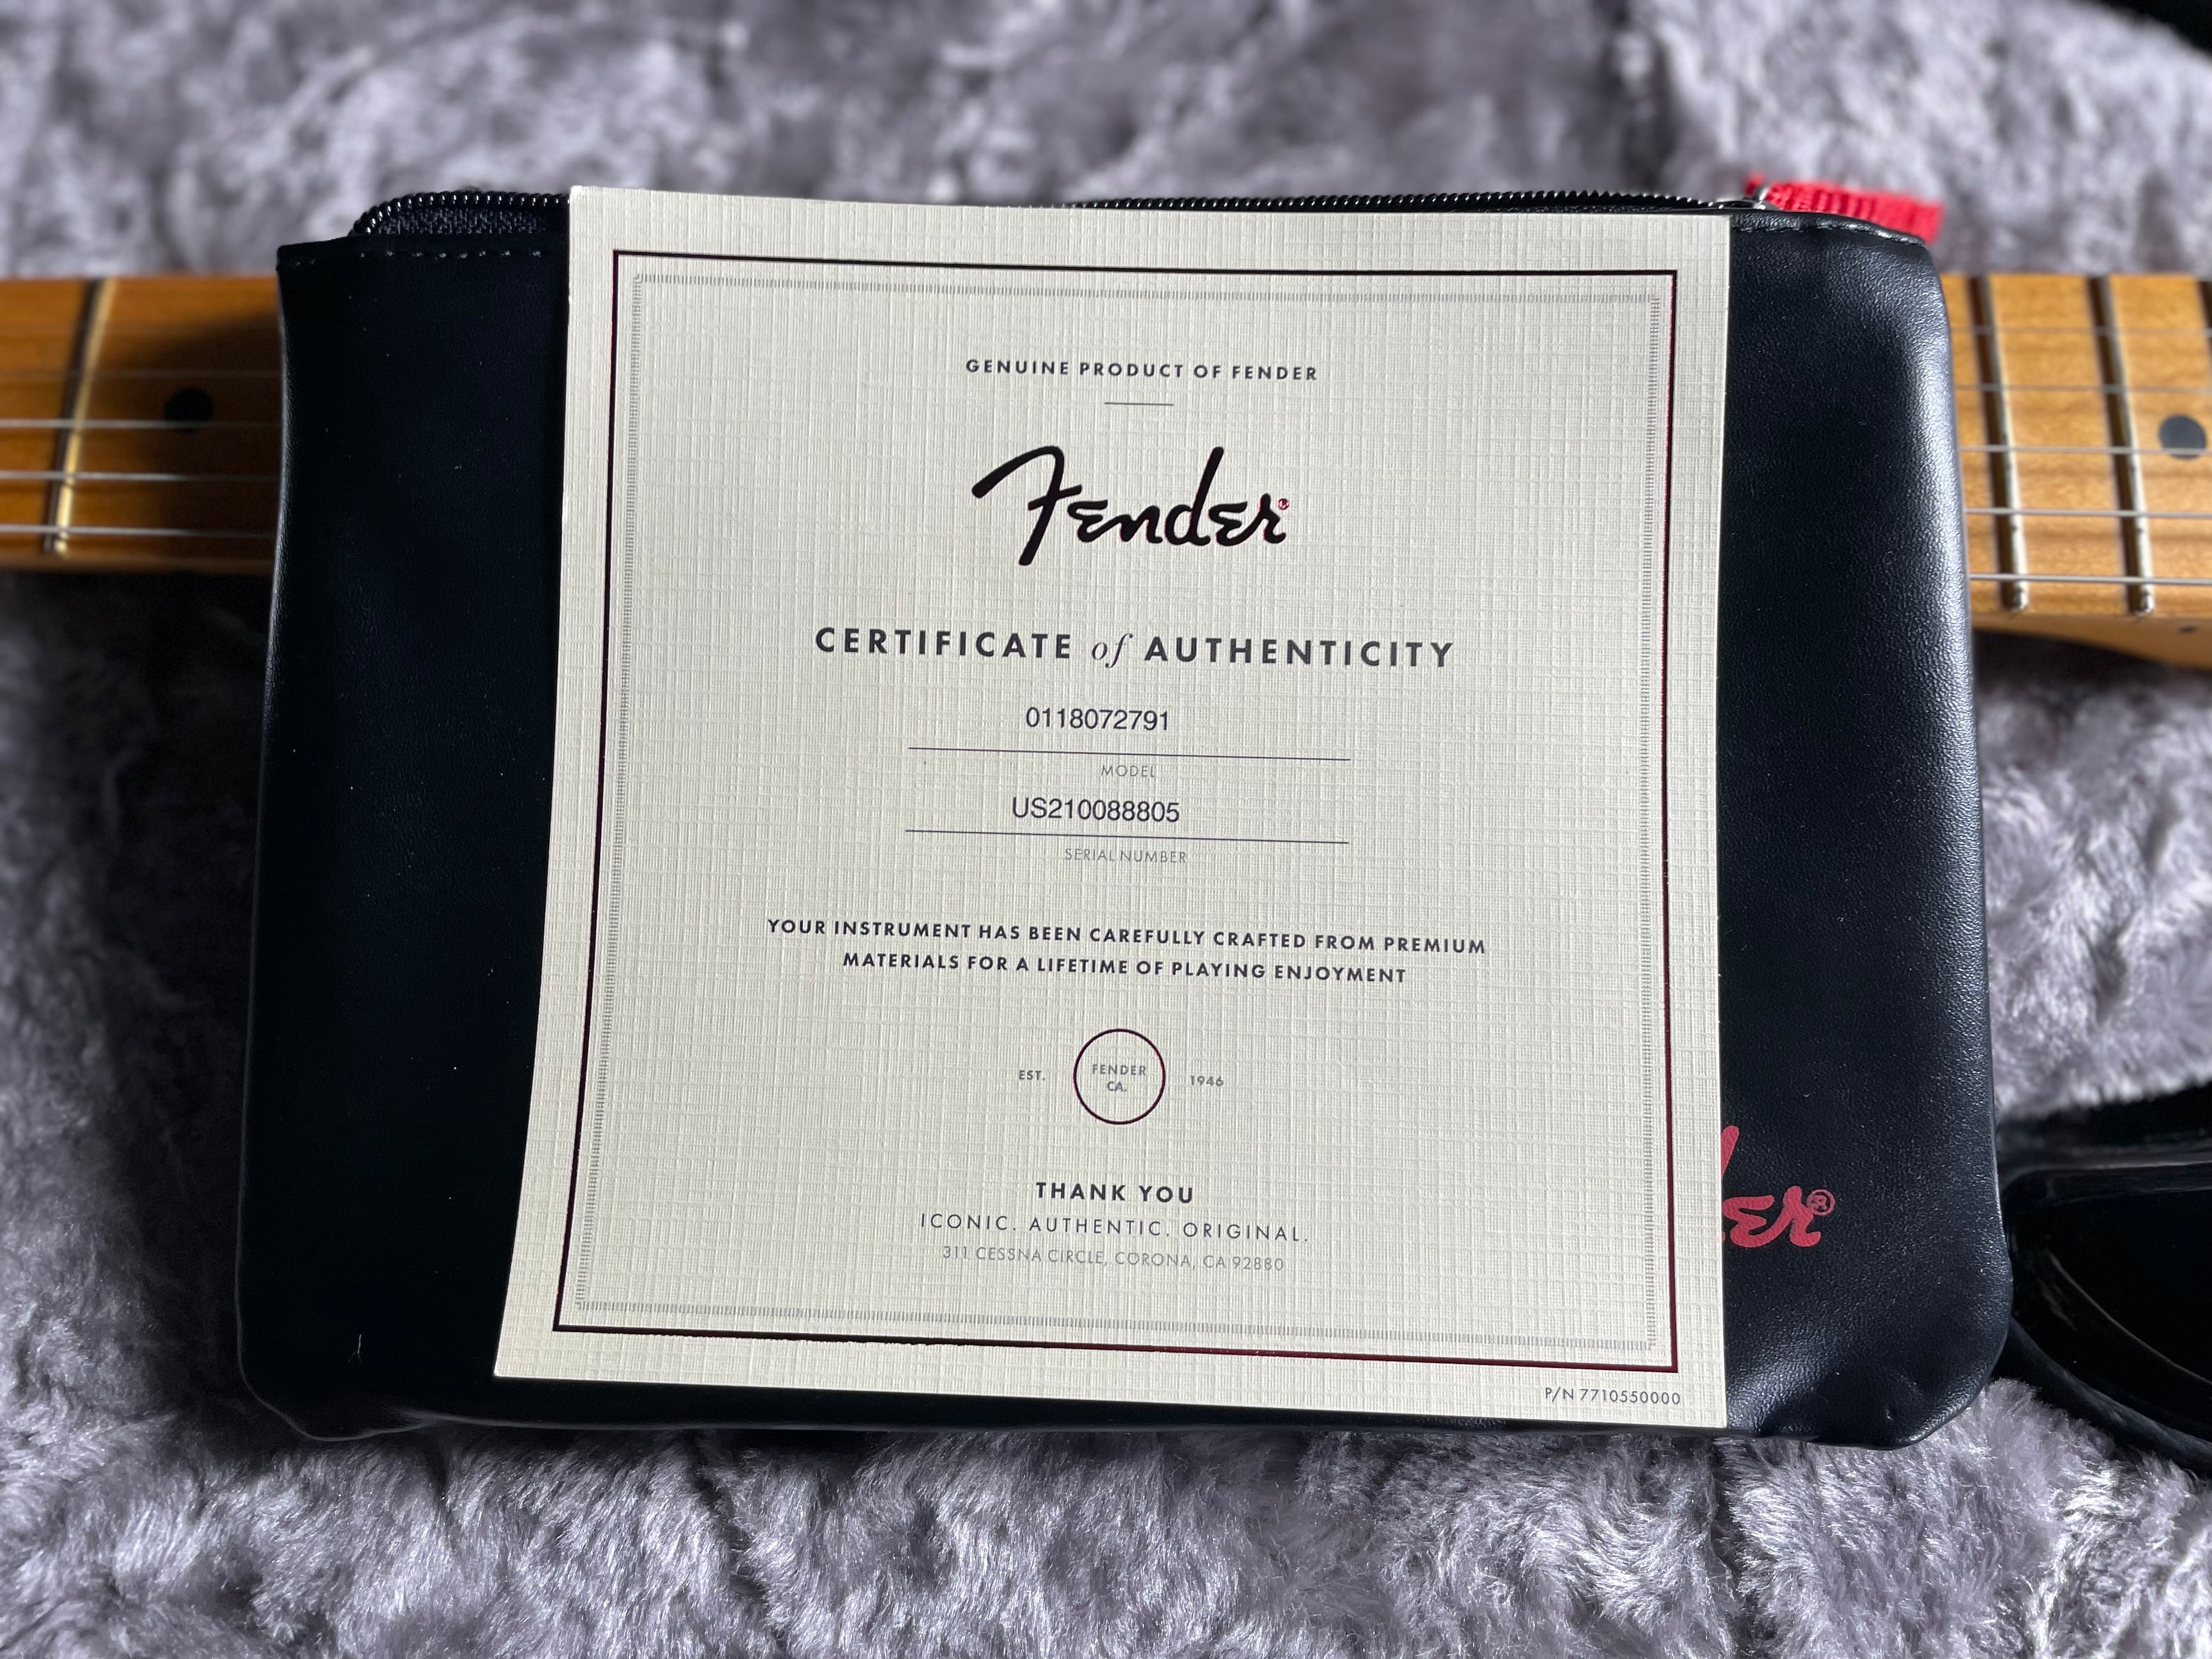 GENUINE PRODUCT OF FENDER
Fender®
CERTIFICATE of AUTHENTICITY
0118072791
MODEL
US210088805
SERIAL NUMBER
YOUR INSTRUMENT HAS BEEN CAREFULLY CRAFTED FROM PREMIUM
MATERIALS FOR A LIFETIME OF PLAYING ENJOYMENT
EST. FENDER CA. 1946
THANK YOU
ICONIC. AUTHENTIC. ORIGINAL.
311 CESSNA CIRCLE, CORONA, CA 92880
P/N 7710550000
der®